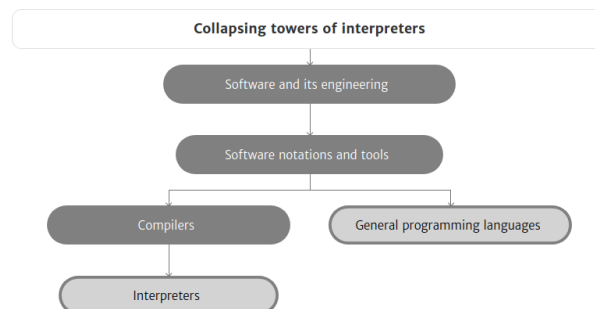 Collapsing towers of interpreters
Software and its engineering
Software notations and tools
Compilers
General programming languages
Interpreters